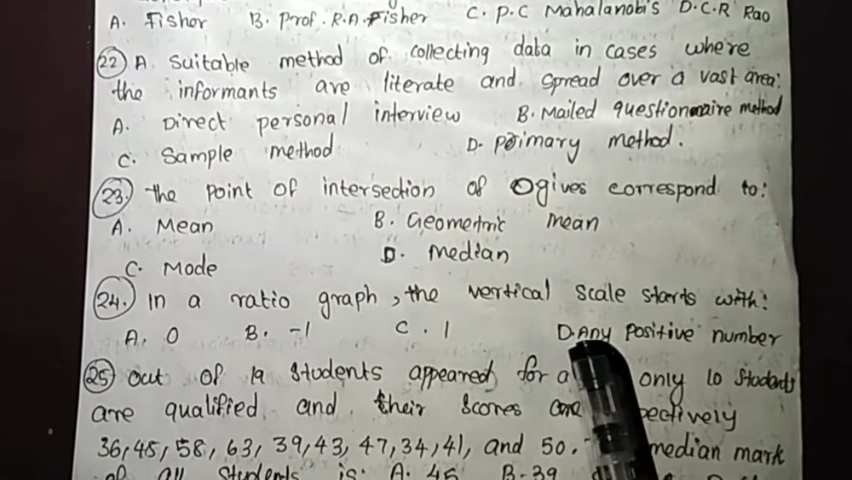 A. Fisher B. Prof. R.A. Fisher C. P.C Mahalanobis D. C.R Rao
22 A suitable method of collecting data in cases where
the informants are literate and spread over a vast area:
A. Direct personal interview B. Mailed questionnaire method
C. Sample method D. Primary method.
23. The point of intersection of Ogives correspond to:
A. Mean B. Geometric mean
C. Mode D. Median
24. In a ratio graph, the vertical scale starts with:
A. 0 B. -1 C. 1 D. Any positive number
25 Out of 19 students appeared for a only 10 students
are qualified and their scores pectively
36, 45, 58, 63, 39, 43, 47, 34, 41, and 50. median mark
of all students is: A. 45 B. 39